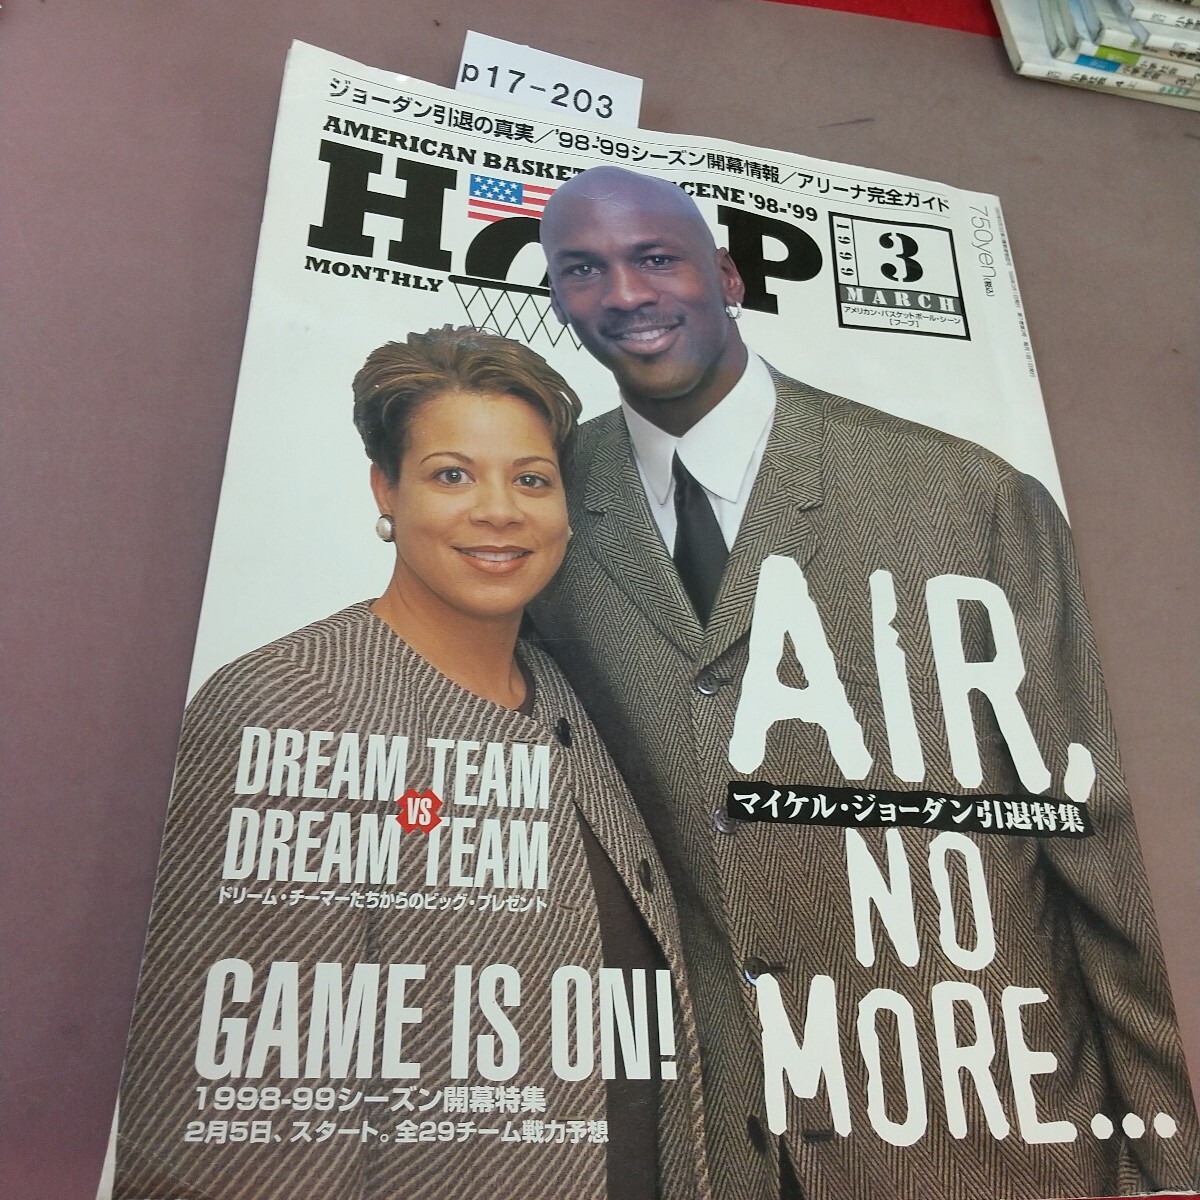 p17-203
ジョーダン引退の真実/'98-'99シーズン開幕情報/アリーナ完全ガイド
AMERICAN BASKET SCENE '98-'99
HOOP
MONTHLY
1999
3
MARCH
アメリカン・バスケットボール・シーン
[フープ]
750yen(税込)
AIR,
マイケル・ジョーダン引退特集
NO
MORE...
DREAM TEAM
VS
DREAM TEAM
ドリーム・チーマーたちからのビッグ・プレゼント
GAME IS ON!
1998-99シーズン開幕特集
2月5日、スタート。全29チーム戦力予想